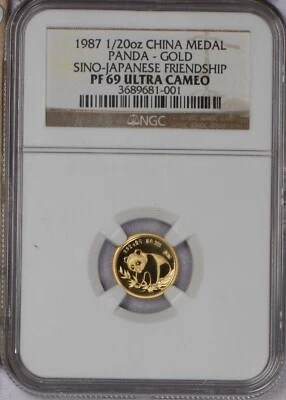 1987 1/20oz CHINA MEDAL
PANDA - GOLD
SINO-JAPANESE FRIENDSHIP
PF 69 ULTRA CAMEO
3689681-001
NGC